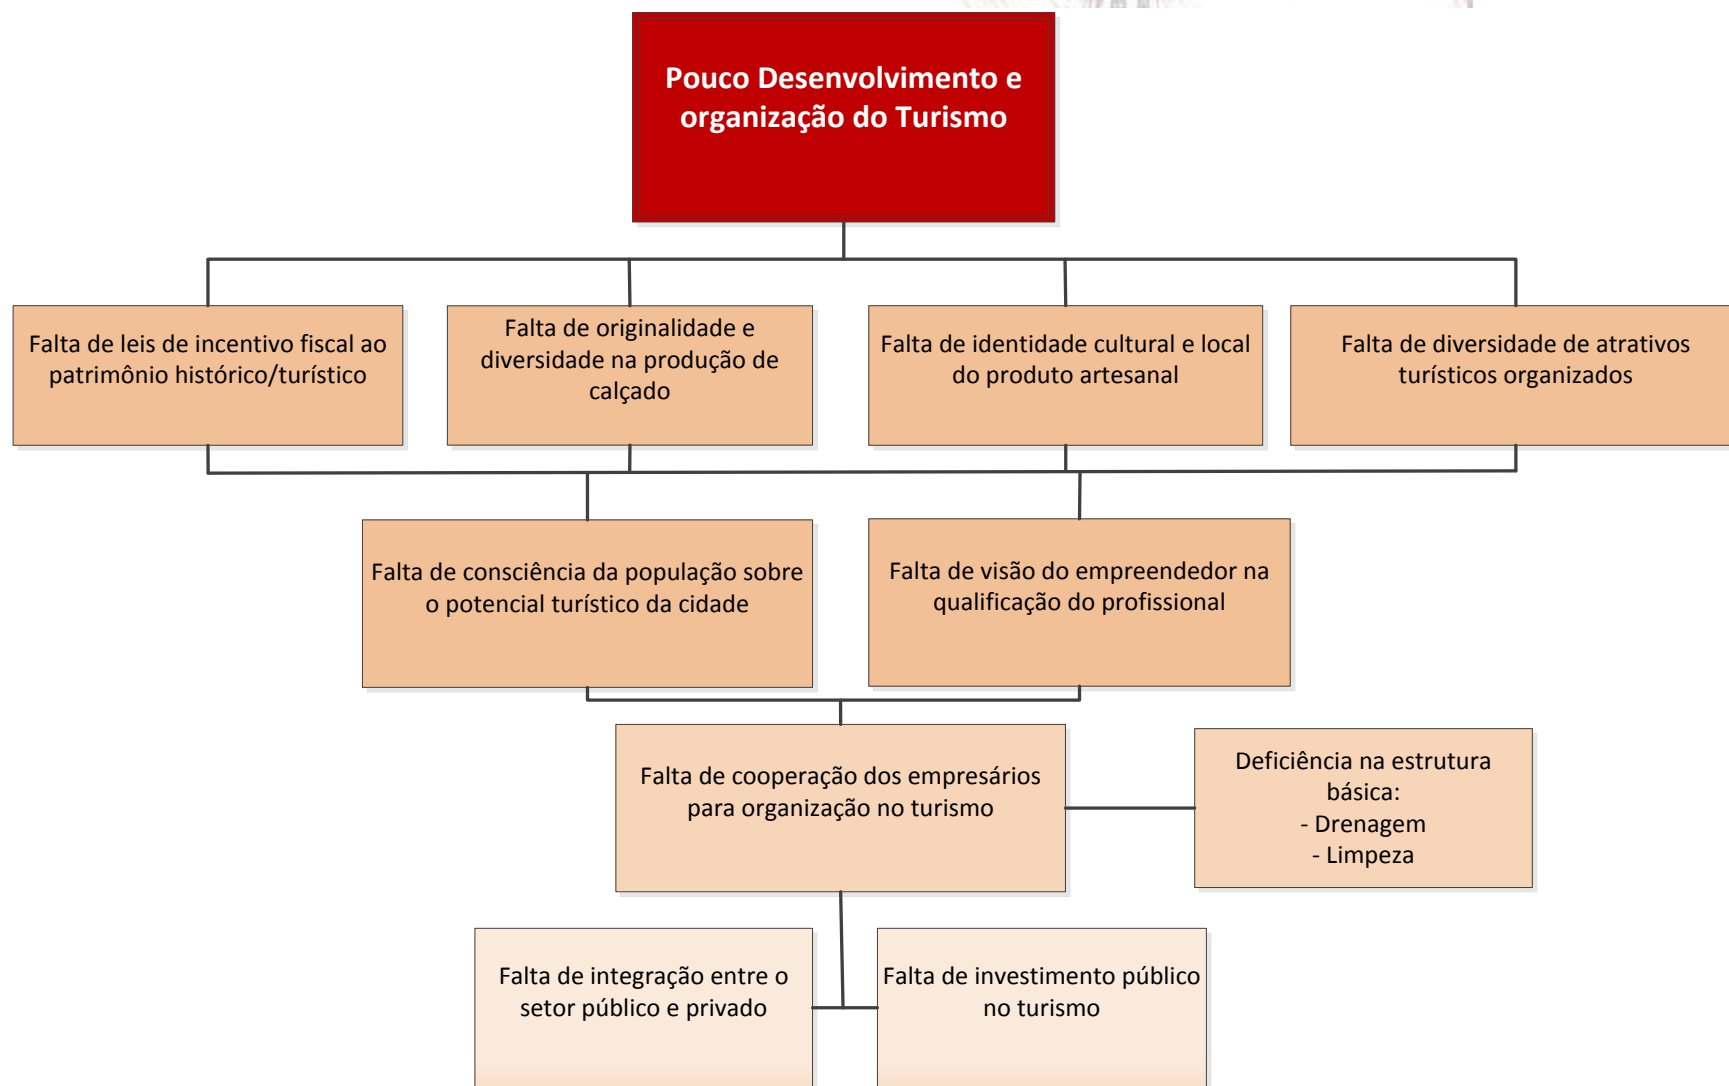 Pouco Desenvolvimento e
organização do Turismo
Falta de leis de incentivo fiscal ao
patrimônio histórico/turístico
Falta de originalidade e
diversidade na produção de
calçado
Falta de identidade cultural e local
do produto artesanal
Falta de diversidade de atrativos
turísticos organizados
Falta de consciência da população sobre
o potencial turístico da cidade
Falta de visão do empreendedor na
qualificação do profissional
Falta de cooperação dos empresários
para organização no turismo
Deficiência na estrutura
básica:
- Drenagem
- Limpeza
Falta de integração entre o
setor público e privado
Falta de investimento público
no turismo